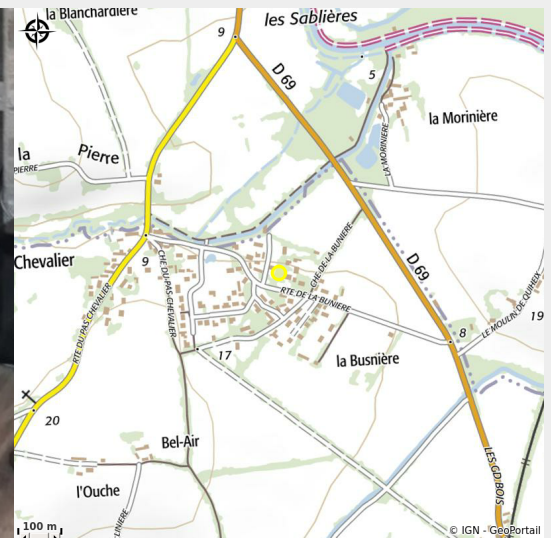 la Blanchardière
les Sablières
9
D 69
5
la Morinière
LA MORINIÈRE
la Pierre
PIERRE
Chevalier
9
CHE DU PAS CHEVALIER
RTE DU PAS CHEVALIER
CHE DE LA BUNIERE
RTE DE LA BUNIERE
D 69
LE MOULIN DE QUIHEIX
19
8
17
la Busnière
20
Bel-Air
l'Ouche
LES GD BOIS
100 m
© IGN - GeoPortail